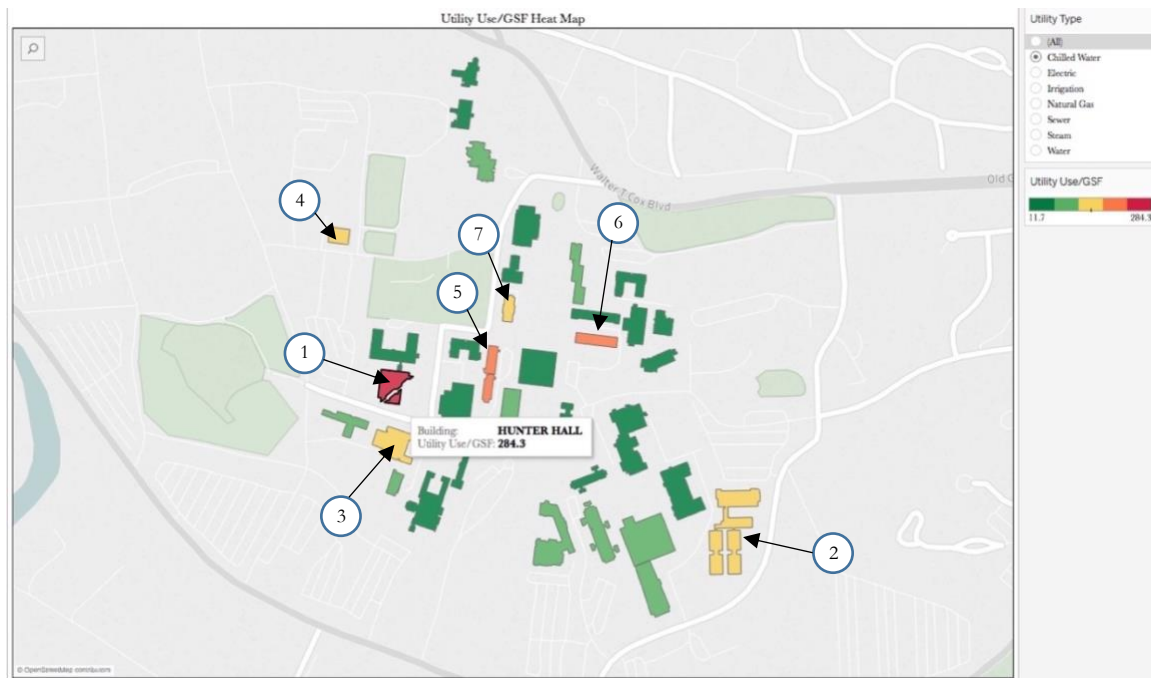 Utility Use/GSF Heat Map
Utility Type
(All)
Chilled Water
Electric
Irrigation
Natural Gas
Sewer
Steam
Water
Utility Use/GSF
11.7 284.3
Walter T Cox Blvd
Old G
4
7
6
5
1
Building: HUNTER HALL
Utility Use/GSF: 284.3
3
2
© OpenStreetMap contributors